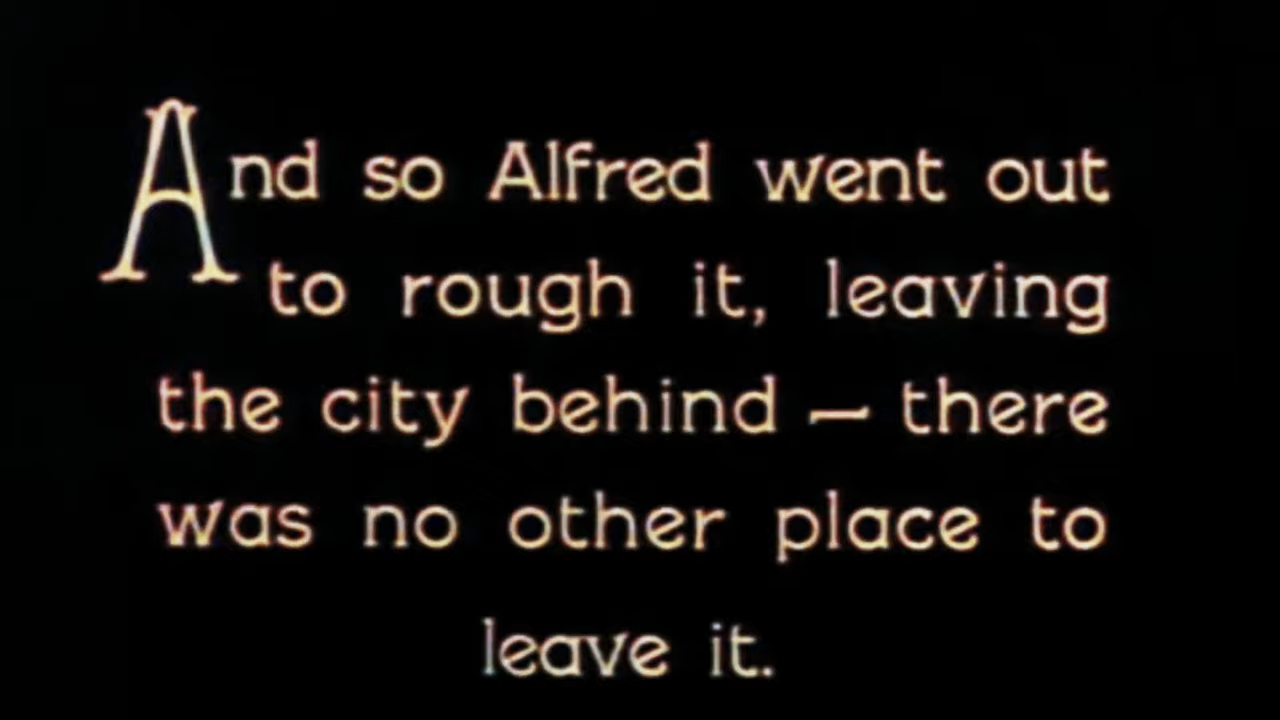 And so Alfred went out
to rough it, leaving
the city behind — there
was no other place to
leave it.